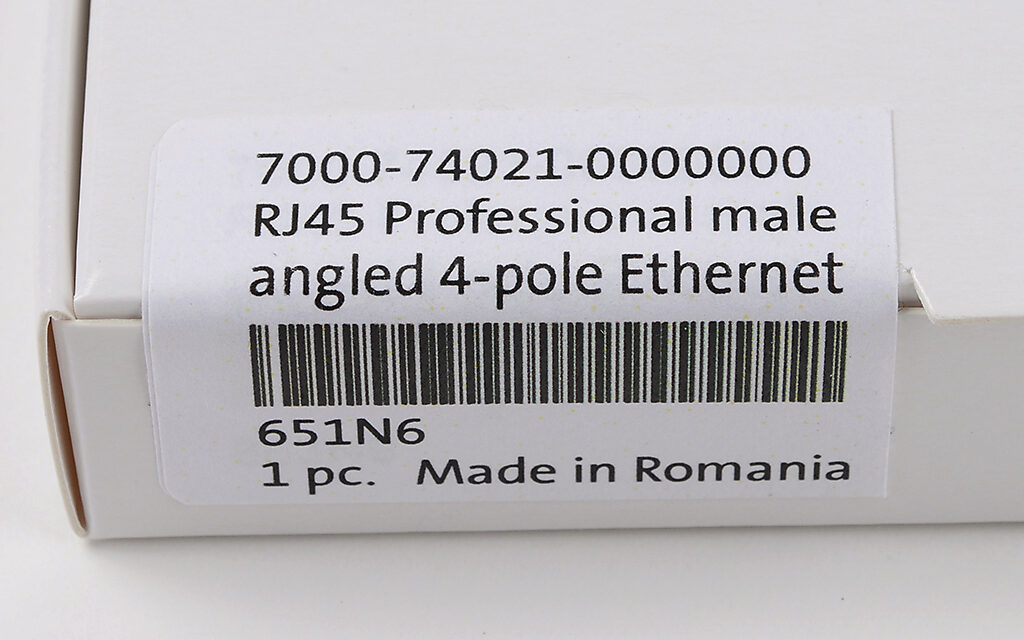 7000-74021-0000000
RJ45 Professional male
angled 4-pole Ethernet
651N6
1 pc. Made in Romania